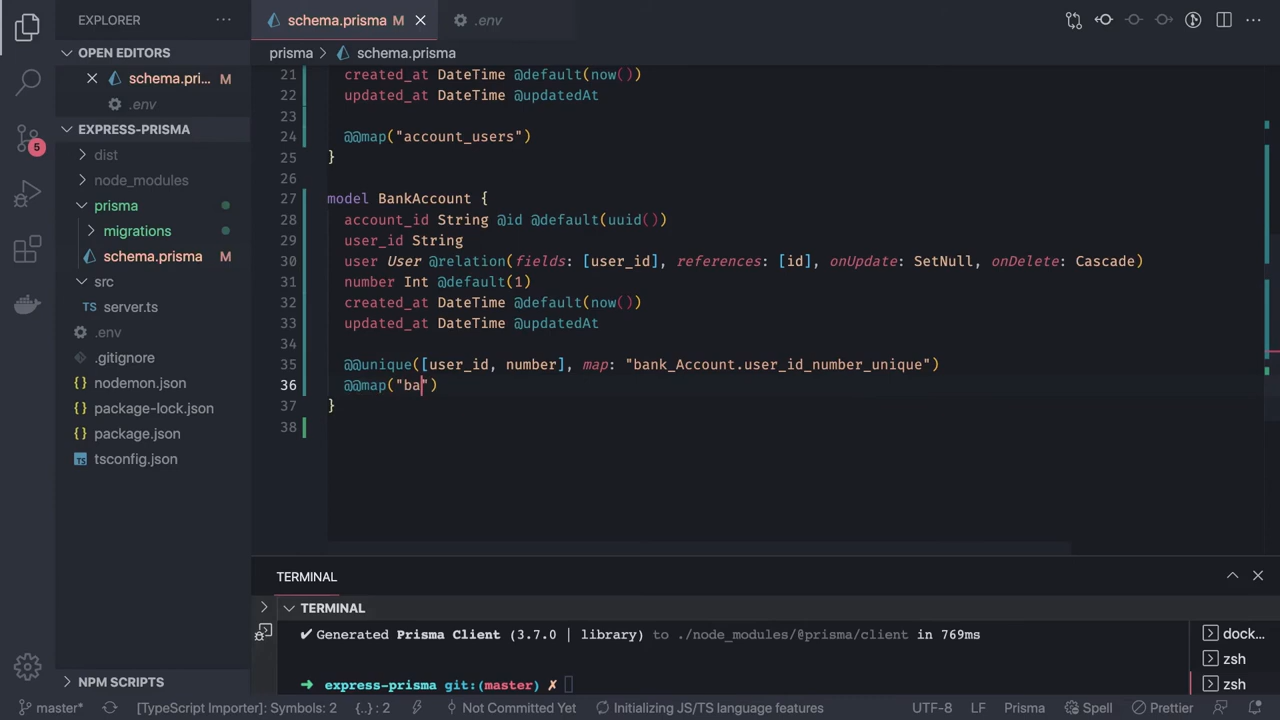 EXPLORER
OPEN EDITORS
schema.pri... M
.env
EXPRESS-PRISMA
dist
node_modules
prisma
migrations
schema.prisma M
src
TS server.ts
.env
.gitignore
{} nodemon.json
{} package-lock.json
{} package.json
TS tsconfig.json
NPM SCRIPTS
5
schema.prisma M
.env
prisma > schema.prisma
21 created_at DateTime @default(now())
22 updated_at DateTime @updatedAt
23
24 @@map("account_users")
25 }
26
27 model BankAccount {
28 account_id String @id @default(uuid())
29 user_id String
30 user User @relation(fields: [user_id], references: [id], onUpdate: SetNull, onDelete: Cascade)
31 number Int @default(1)
32 created_at DateTime @default(now())
33 updated_at DateTime @updatedAt
34
35 @@unique([user_id, number], map: "bank_Account.user_id_number_unique")
36 @@map("ba")
37 }
38
TERMINAL
TERMINAL
✔ Generated Prisma Client (3.7.0 | library) to ./node_modules/@prisma/client in 769ms
➜ express-prisma git:(master) ✗
dock...
zsh
zsh
master* [TypeScript Importer]: Symbols: 2 {..}: 2 Not Committed Yet Initializing JS/TS language features UTF-8 LF Prisma Spell Prettier